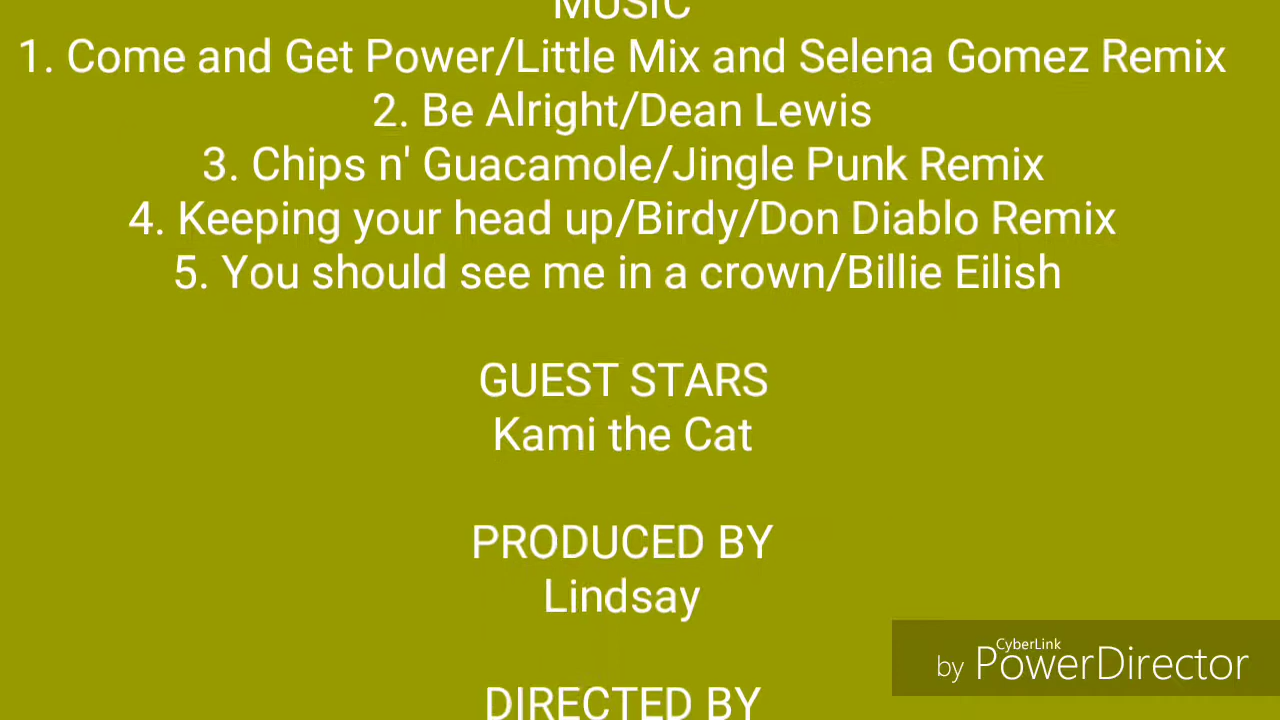 MUSIC
1. Come and Get Power/Little Mix and Selena Gomez Remix
2. Be Alright/Dean Lewis
3. Chips n' Guacamole/Jingle Punk Remix
4. Keeping your head up/Birdy/Don Diablo Remix
5. You should see me in a crown/Billie Eilish
GUEST STARS
Kami the Cat
PRODUCED BY
Lindsay
DIRECTED BY
CyberLink
by PowerDirector